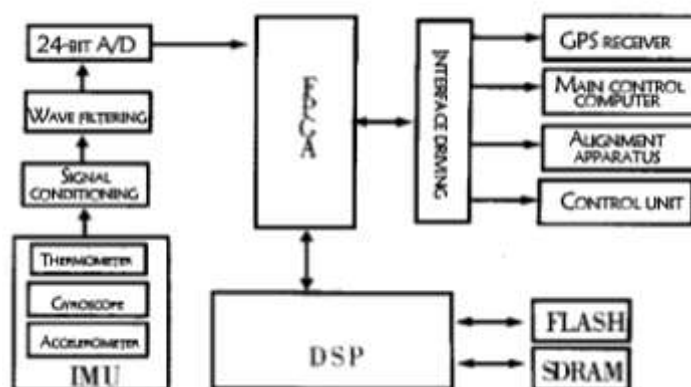 24-BIT A/D
WAVE FILTERING
SIGNAL
CONDITIONING
THERMOMETER
GYROSCOPE
ACCELEROMETER
IMU
FPGA
INTERFACE DRIVING
GPS RECEIVER
MAIN CONTROL
COMPUTER
ALIGNMENT
APPARATUS
CONTROL UNIT
DSP
FLASH
SDRAM